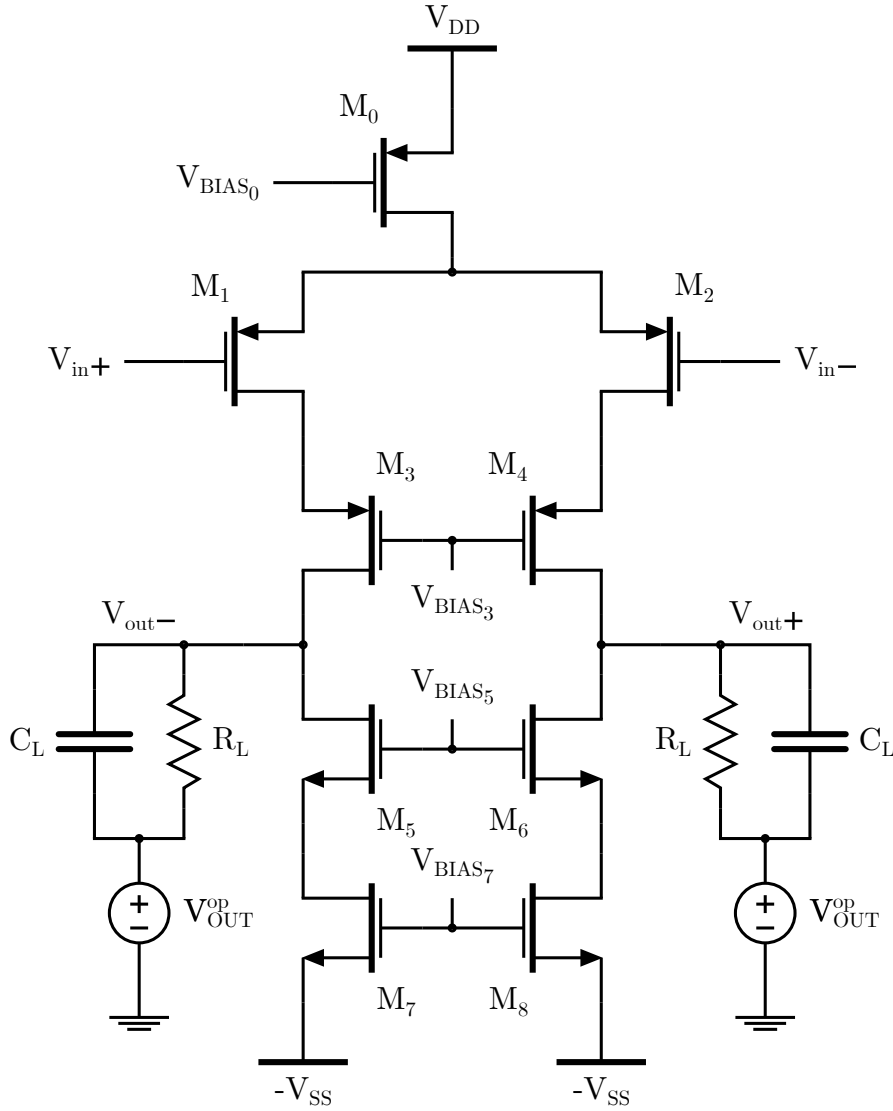 V_DD
M_0
V_BIAS_0
M_1
M_2
V_in+
V_in−
M_3
M_4
V_BIAS_3
V_out−
V_out+
V_BIAS_5
C_L
R_L
R_L
C_L
M_5
M_6
V_BIAS_7
+
−
V_OUT^op
+
−
V_OUT^op
M_7
M_8
-V_SS
-V_SS